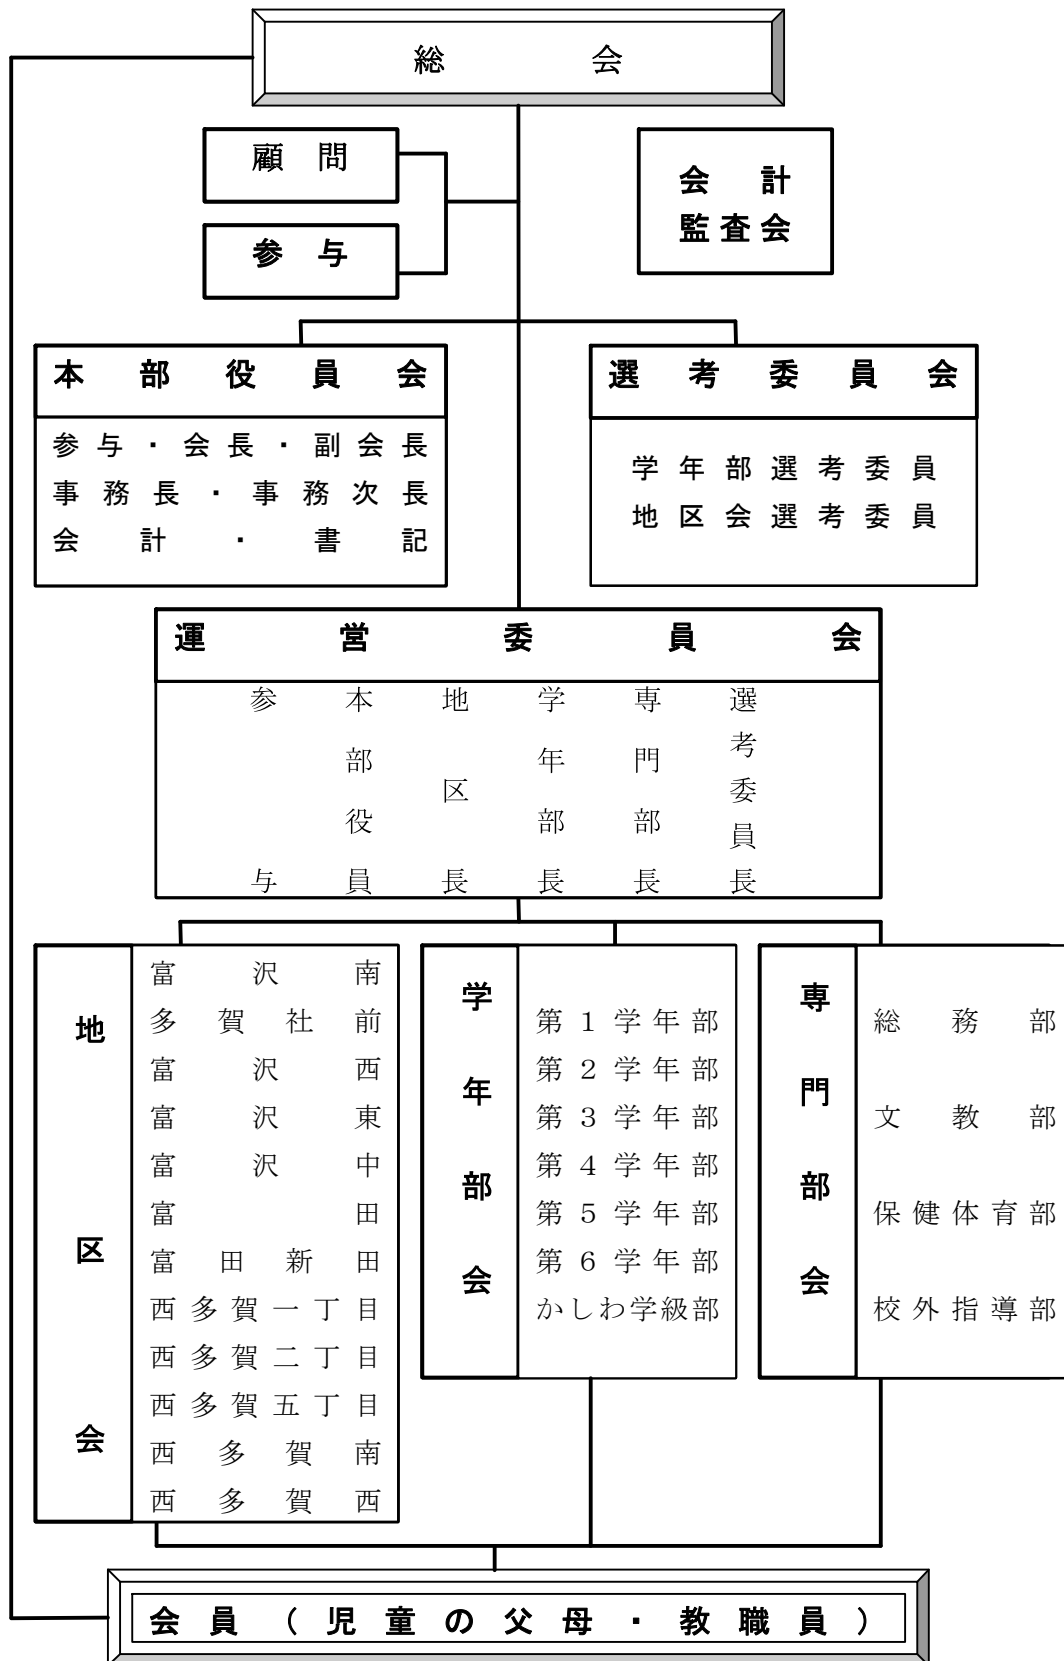 総会
顧問
会計
監査会
参与
本部役員会
参与・会長・副会長
事務長・事務次長
会計・書記
選考委員会
学年部選考委員
地区会選考委員
運営委員会
参与
本部役員
地区長
学年部長
専門部長
選考委員長
地区会
富沢南
多賀社前
富沢西
富沢東
富沢中
富田
富田新田
西多賀一丁目
西多賀二丁目
西多賀五丁目
西多賀南
西多賀西
学年部会
第1学年部
第2学年部
第3学年部
第4学年部
第5学年部
第6学年部
かしわ学級部
専門部会
総務部
文教部
保健体育部
校外指導部
会員(児童の父母・教職員)